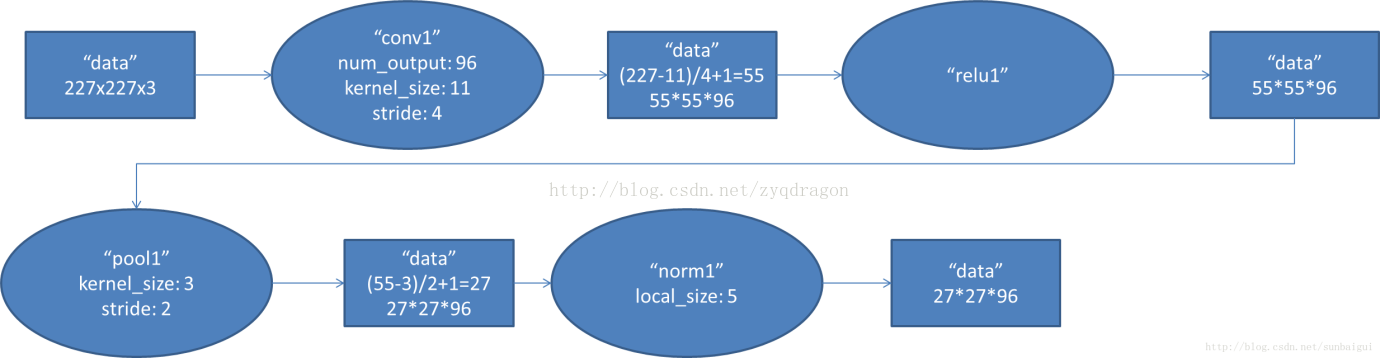 “data”
227x227x3
“conv1”
num_output: 96
kernel_size: 11
stride: 4
“data”
(227-11)/4+1=55
55*55*96
“relu1”
“data”
55*55*96
http://blog.csdn.net/zyqdragon
“pool1”
kernel_size: 3
stride: 2
“data”
(55-3)/2+1=27
27*27*96
“norm1”
local_size: 5
“data”
27*27*96
http://blog.csdn.net/sunbaigui